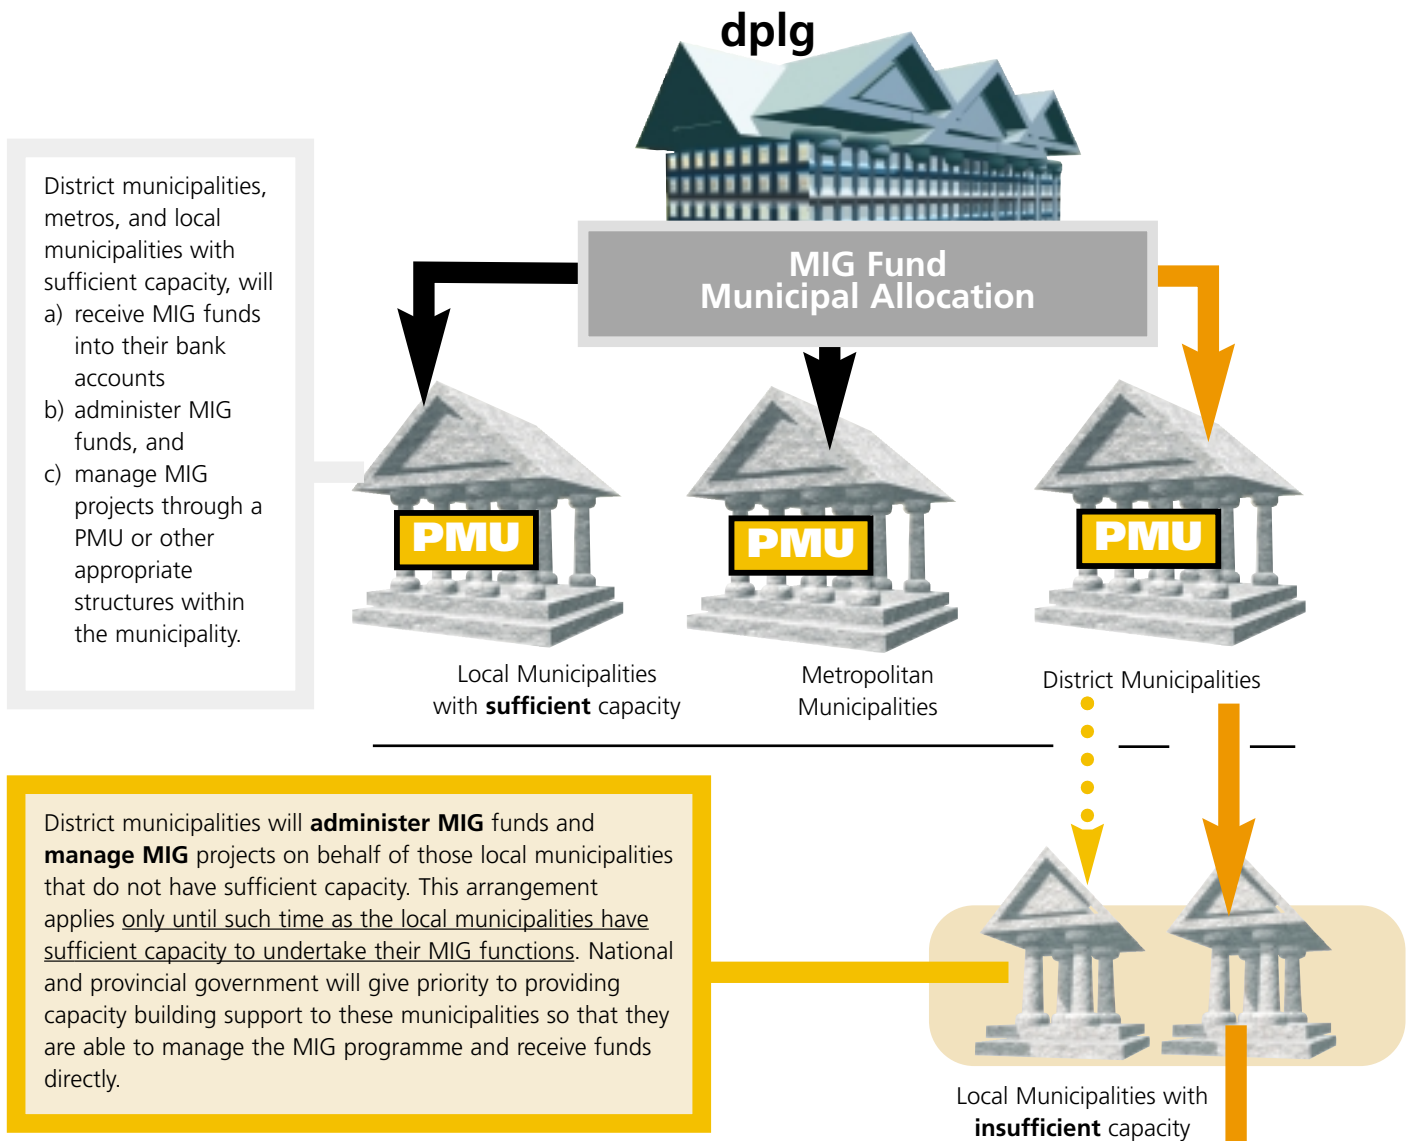 dplg
MIG Fund
Municipal Allocation
District municipalities,
metros, and local
municipalities with
sufficient capacity, will
a) receive MIG funds
into their bank
accounts
b) administer MIG
funds, and
c) manage MIG
projects through a
PMU or other
appropriate
structures within
the municipality.
PMU
PMU
PMU
Local Municipalities
with sufficient capacity
Metropolitan
Municipalities
District Municipalities
District municipalities will administer MIG funds and
manage MIG projects on behalf of those local municipalities
that do not have sufficient capacity. This arrangement
applies only until such time as the local municipalities have
sufficient capacity to undertake their MIG functions. National
and provincial government will give priority to providing
capacity building support to these municipalities so that they
are able to manage the MIG programme and receive funds
directly.
Local Municipalities with
insufficient capacity